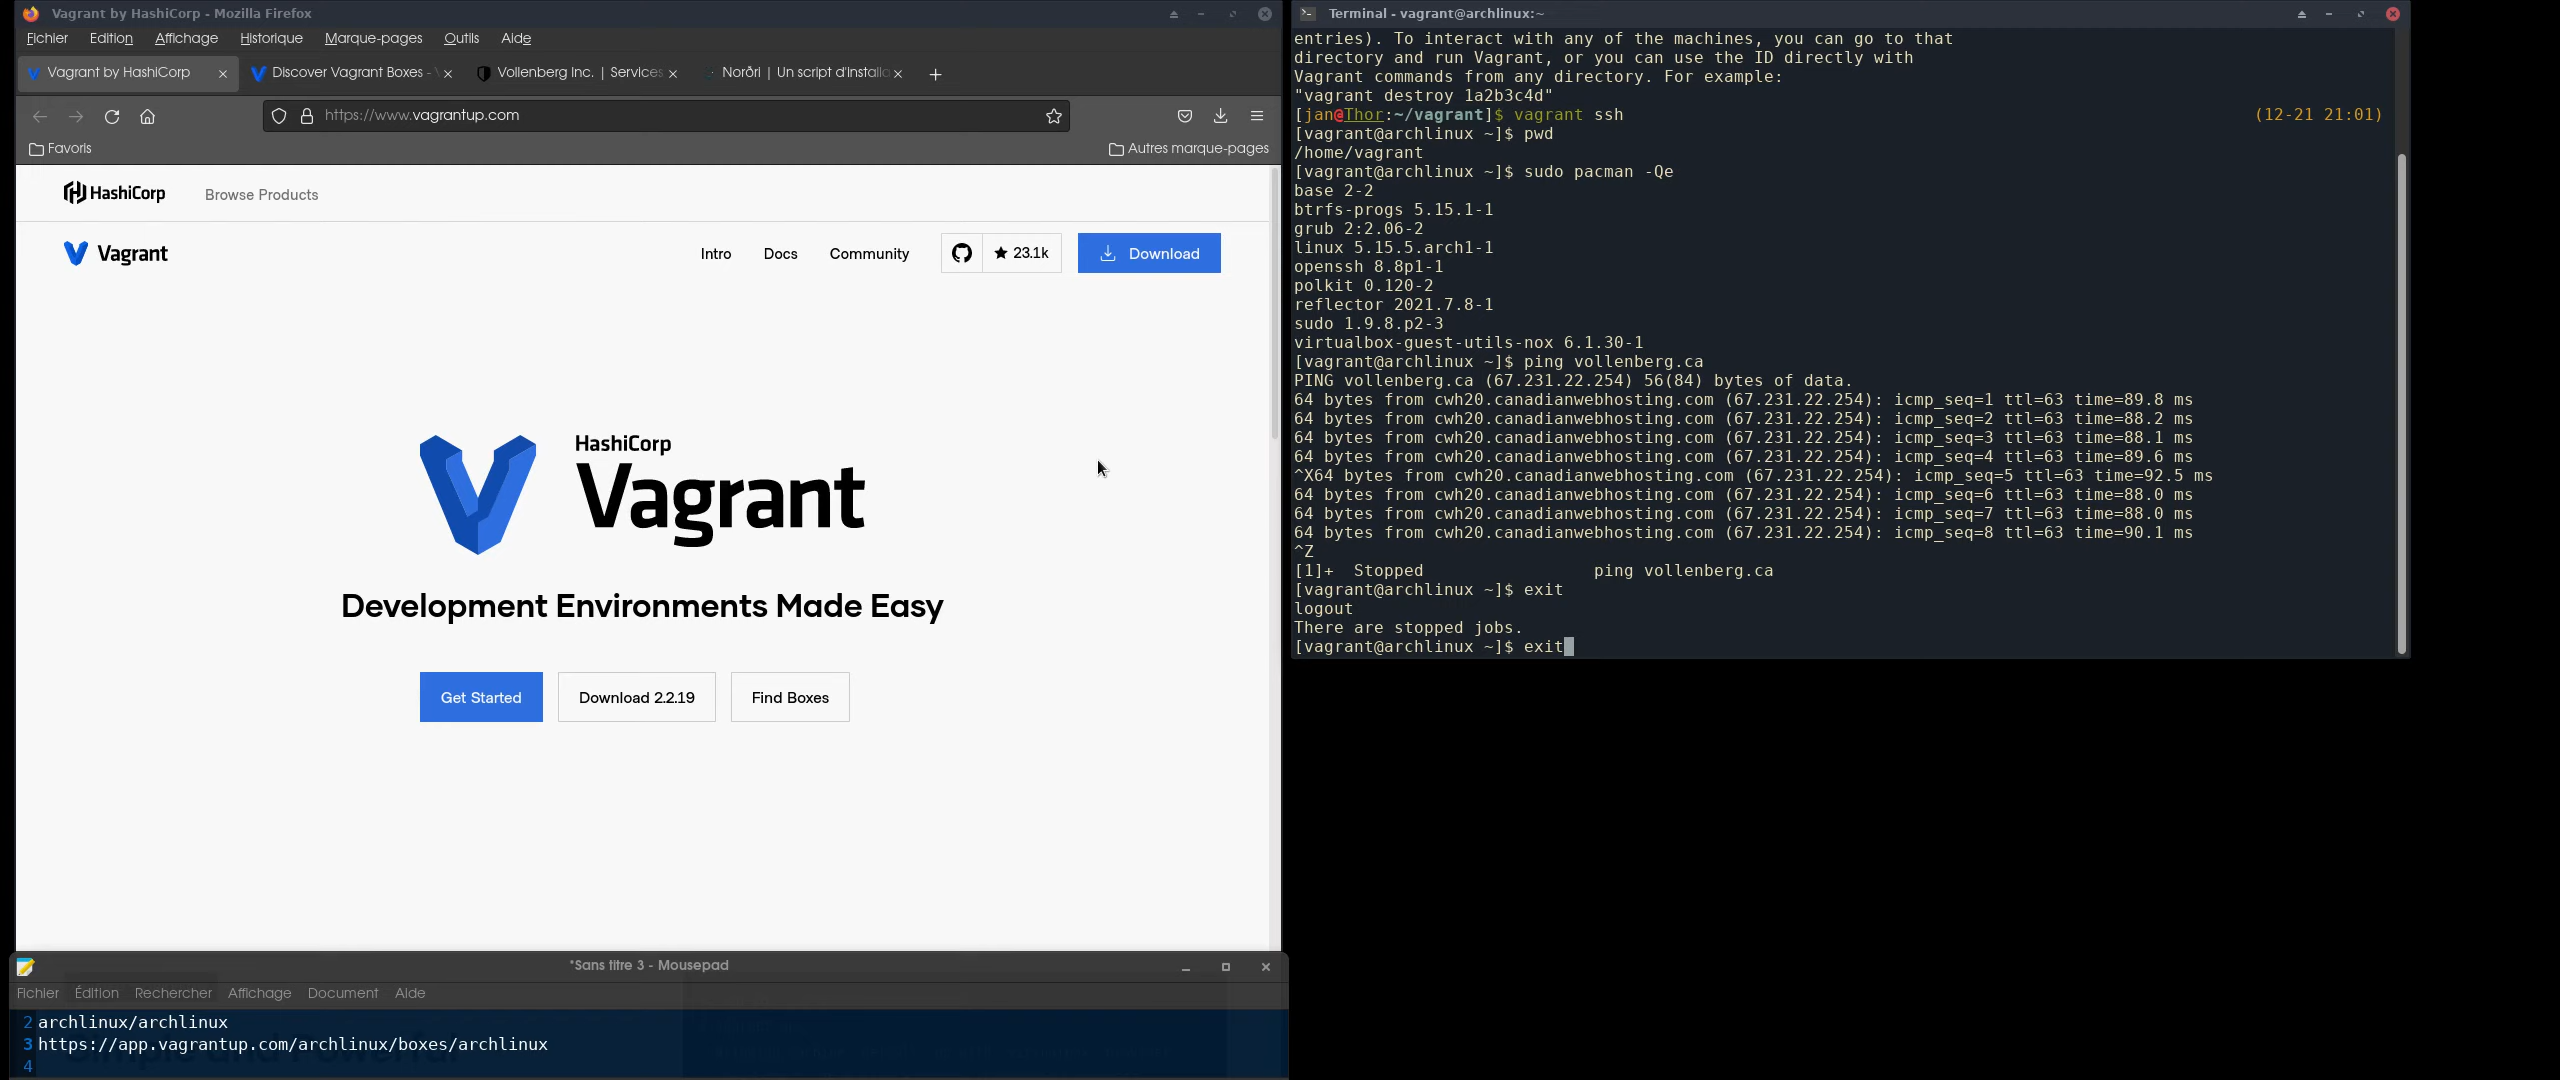 Vagrant by HashiCorp - Mozilla Firefox
Fichier Edition Affichage Historique Marque-pages Outils Aide
Vagrant by HashiCorp
Discover Vagrant Boxes -
Vollenberg Inc. | Services
Norðri | Un script d'installa
https://www.vagrantup.com
Favoris
Autres marque-pages
HashiCorp
Browse Products
Vagrant
Intro
Docs
Community
23.1k
Download
HashiCorp
Vagrant
Development Environments Made Easy
Get Started
Download 2.2.19
Find Boxes
*Sans titre 3 - Mousepad
Fichier Édition Rechercher Affichage Document Aide
2 archlinux/archlinux
3 https://app.vagrantup.com/archlinux/boxes/archlinux
4
Terminal - vagrant@archlinux:~
entries). To interact with any of the machines, you can go to that
directory and run Vagrant, or you can use the ID directly with
Vagrant commands from any directory. For example:
"vagrant destroy 1a2b3c4d"
[jan@Thor:~/vagrant]$ vagrant ssh (12-21 21:01)
[vagrant@archlinux ~]$ pwd
/home/vagrant
[vagrant@archlinux ~]$ sudo pacman -Qe
base 2-2
btrfs-progs 5.15.1-1
grub 2:2.06-2
linux 5.15.5.arch1-1
openssh 8.8p1-1
polkit 0.120-2
reflector 2021.7.8-1
sudo 1.9.8.p2-3
virtualbox-guest-utils-nox 6.1.30-1
[vagrant@archlinux ~]$ ping vollenberg.ca
PING vollenberg.ca (67.231.22.254) 56(84) bytes of data.
64 bytes from cwh20.canadianwebhosting.com (67.231.22.254): icmp_seq=1 ttl=63 time=89.8 ms
64 bytes from cwh20.canadianwebhosting.com (67.231.22.254): icmp_seq=2 ttl=63 time=88.2 ms
64 bytes from cwh20.canadianwebhosting.com (67.231.22.254): icmp_seq=3 ttl=63 time=88.1 ms
64 bytes from cwh20.canadianwebhosting.com (67.231.22.254): icmp_seq=4 ttl=63 time=89.6 ms
^X64 bytes from cwh20.canadianwebhosting.com (67.231.22.254): icmp_seq=5 ttl=63 time=92.5 ms
64 bytes from cwh20.canadianwebhosting.com (67.231.22.254): icmp_seq=6 ttl=63 time=88.0 ms
64 bytes from cwh20.canadianwebhosting.com (67.231.22.254): icmp_seq=7 ttl=63 time=88.0 ms
64 bytes from cwh20.canadianwebhosting.com (67.231.22.254): icmp_seq=8 ttl=63 time=90.1 ms
^Z
[1]+  Stopped                 ping vollenberg.ca
[vagrant@archlinux ~]$ exit
logout
There are stopped jobs.
[vagrant@archlinux ~]$ exit